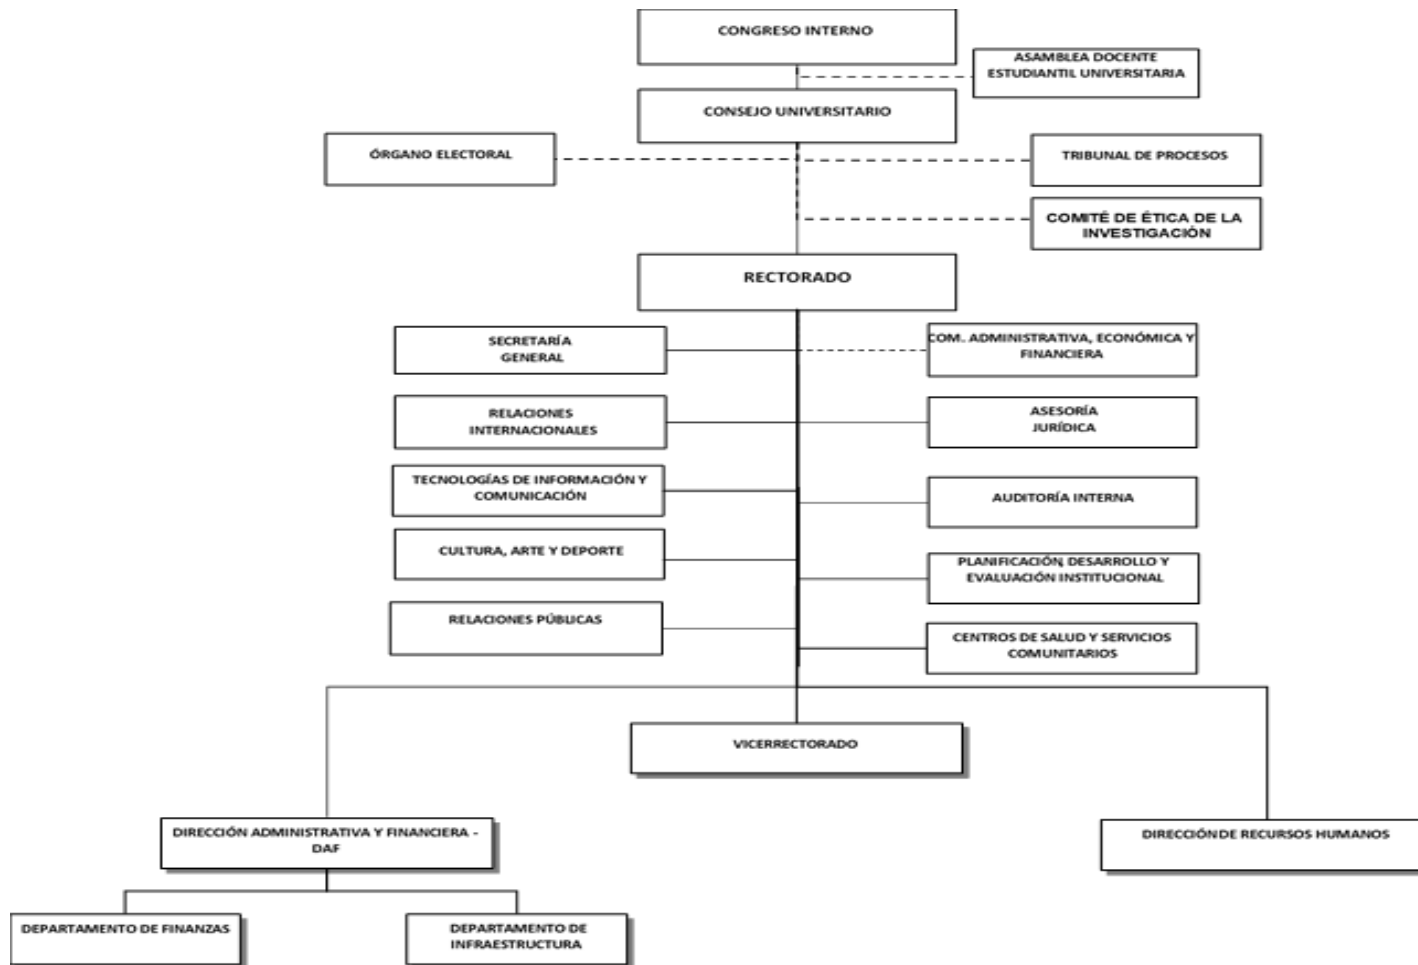 CONGRESO INTERNO
ASAMBLEA DOCENTE
ESTUDIANTIL UNIVERSITARIA
CONSEJO UNIVERSITARIO
ÓRGANO ELECTORAL
TRIBUNAL DE PROCESOS
COMITÉ DE ÉTICA DE LA
INVESTIGACIÓN
RECTORADO
SECRETARÍA
GENERAL
COM. ADMINISTRATIVA, ECONÓMICA Y
FINANCIERA
RELACIONES
INTERNACIONALES
ASESORÍA
JURÍDICA
TECNOLOGÍAS DE INFORMACIÓN Y
COMUNICACIÓN
AUDITORÍA INTERNA
CULTURA, ARTE Y DEPORTE
PLANIFICACIÓN, DESARROLLO Y
EVALUACIÓN INSTITUCIONAL
RELACIONES PÚBLICAS
CENTROS DE SALUD Y SERVICIOS
COMUNITARIOS
VICERRECTORADO
DIRECCIÓN ADMINISTRATIVA Y FINANCIERA -
DAF
DIRECCIÓN DE RECURSOS HUMANOS
DEPARTAMENTO DE FINANZAS
DEPARTAMENTO DE
INFRAESTRUCTURA